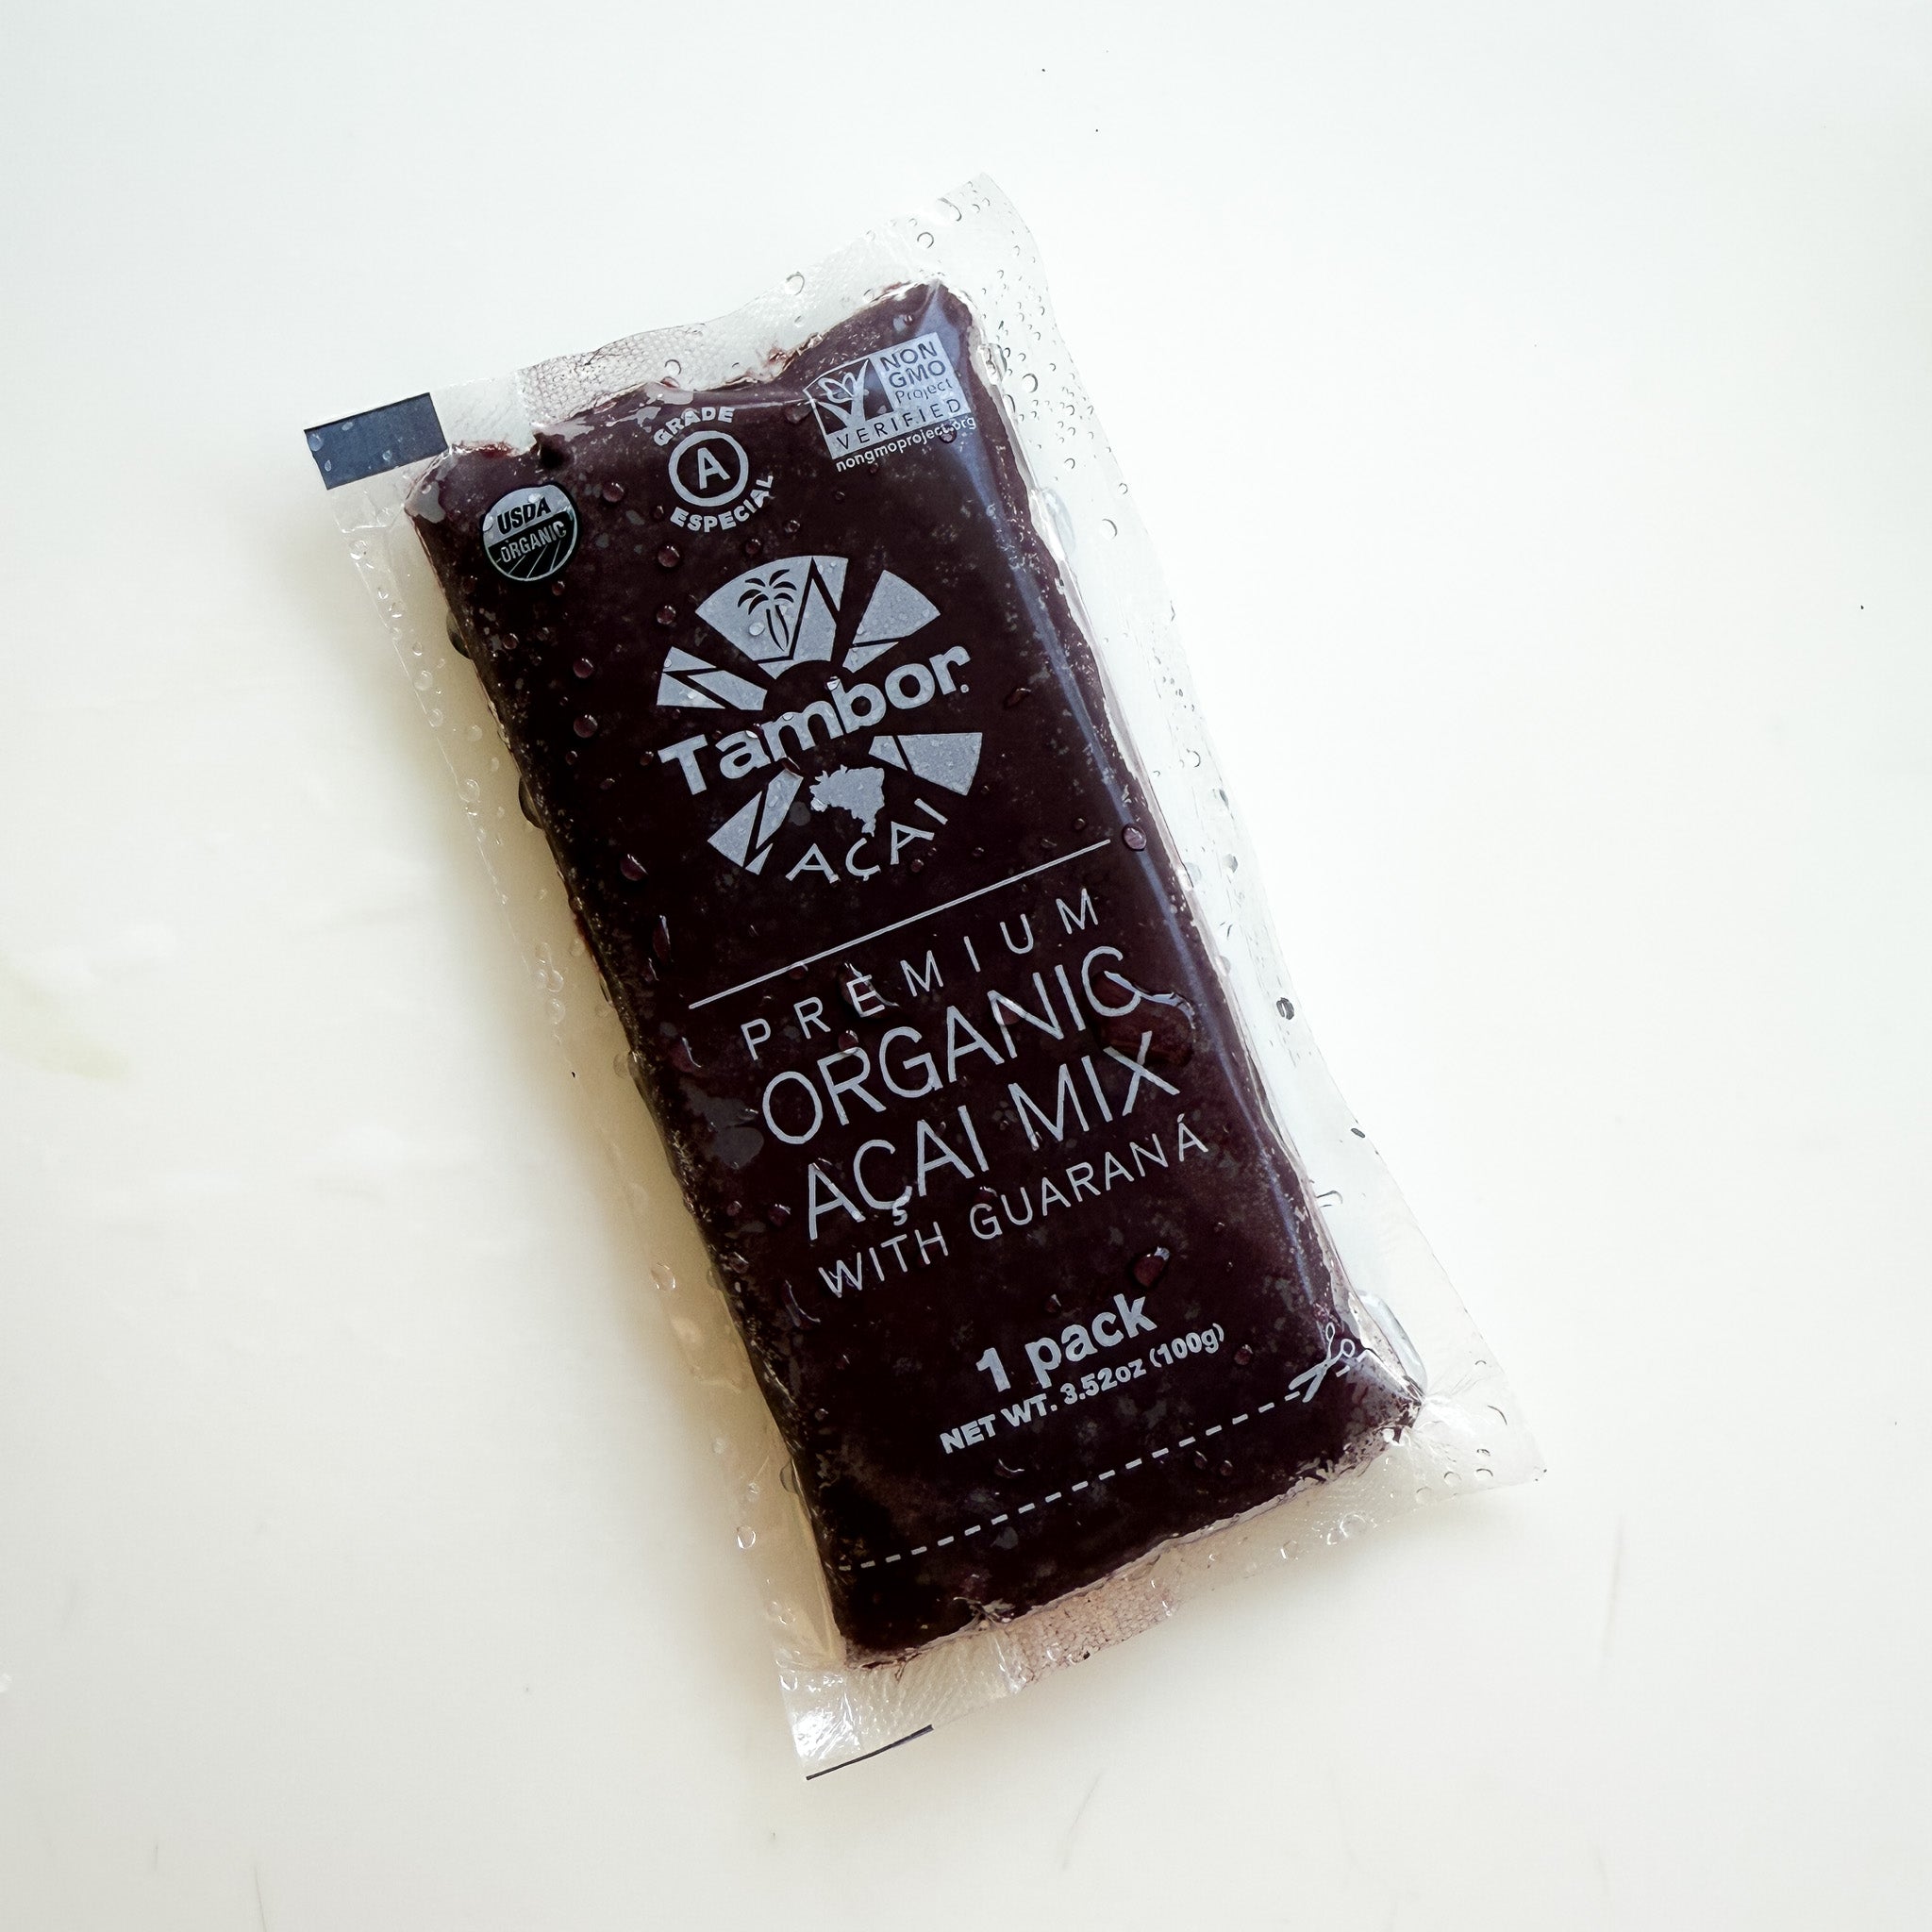 GRADE
A
ESPECIAL
NON
GMO
Project
VERIFIED
nongmoproject.org
USDA
ORGANIC
Tambor
AÇAI
PREMIUM
ORGANIC
AÇAI MIX
WITH GUARANÁ
1 pack
NET WT. 3.52oz (100g)